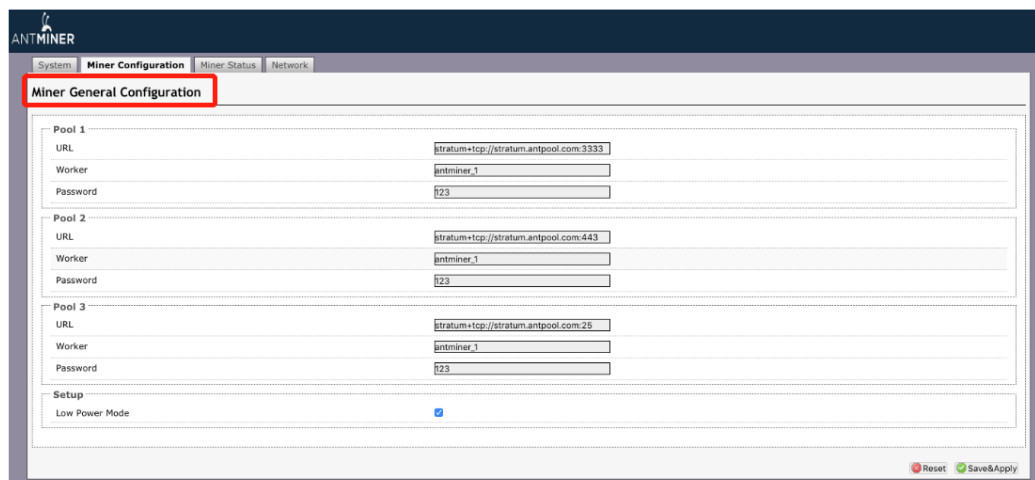 ANTMINER
System Miner Configuration Miner Status Network
Miner General Configuration
Pool 1
URL stratum+tcp://stratum.antpool.com:3333
Worker antminer_1
Password 123
Pool 2
URL stratum+tcp://stratum.antpool.com:443
Worker antminer_1
Password 123
Pool 3
URL stratum+tcp://stratum.antpool.com:25
Worker antminer_1
Password 123
Setup
Low Power Mode
Reset Save&Apply